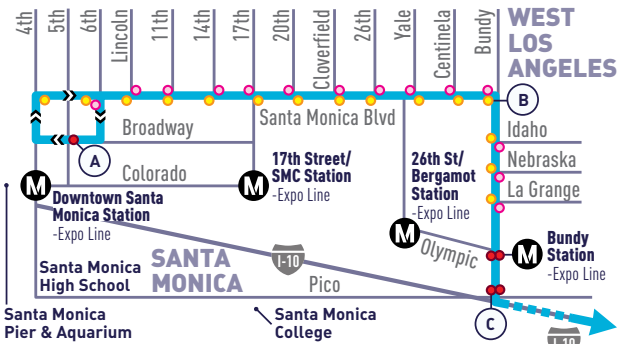 4th
5th
6th
Lincoln
11th
14th
17th
20th
Cloverfield
26th
Yale
Centinela
Bundy
WEST
LOS
ANGELES
B
Santa Monica Blvd
Broadway
Idaho
Nebraska
La Grange
A
Colorado
M
Downtown Santa
Monica Station
-Expo Line
M
17th Street/
SMC Station
-Expo Line
26th St/
Bergamot
Station
-Expo Line
M
Olympic
M
Bundy
Station
-Expo Line
I-10
SANTA
MONICA
Santa Monica
High School
Pico
Santa Monica
Pier & Aquarium
Santa Monica
College
C
I-10